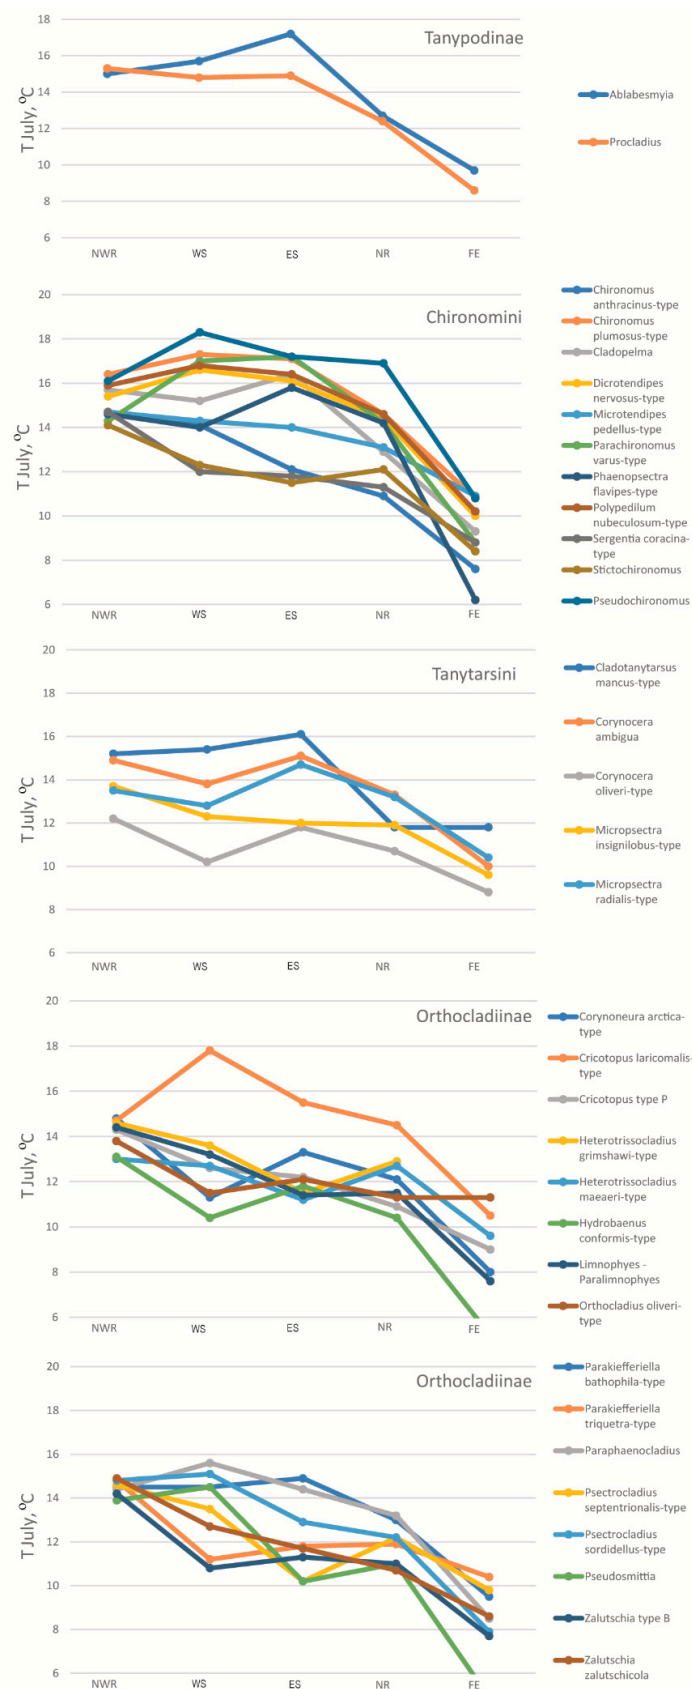 Tanypodinae
T July, ⁰C
18
16
14
12
10
8
6
NWR WS ES NR FE
Ablabesmyia
Procladius
Chironomini
T July, ⁰C
20
18
16
14
12
10
8
6
NWR WS ES NR FE
Chironomus
anthracinus-type
Chironomus
plumosus-type
Cladopelma
Dicrotendipes
nervosus-type
Microtendipes
pedellus-type
Parachironomus
varus-type
Phaenopsectra
flavipes-type
Polypedilum
nubeculosum-type
Sergentia coracina-
type
Stictochironomus
Pseudochironomus
Tanytarsini
T July, ⁰C
20
18
16
14
12
10
8
6
NWR WS ES NR FE
Cladotanytarsus
mancus-type
Corynocera
ambigua
Corynocera
oliveri-type
Micropsectra
insignilobus-type
Micropsectra
radialis-type
Orthocladiinae
T July, ⁰C
20
18
16
14
12
10
8
6
NWR WS ES NR FE
Corynoneura arctica-
type
Cricotopus laricomalis-
type
Cricotopus type P
Heterotrissocladius
grimshawi-type
Heterotrissocladius
maeaeri-type
Hydrobaenus
conformis-type
Limnophyes -
Paralimnophyes
Orthocladius oliveri-
type
Orthocladiinae
T July, ⁰C
20
18
16
14
12
10
8
6
NWR WS ES NR FE
Parakiefferiella
bathophila-type
Parakiefferiella
triquetra-type
Paraphaenocladius
Psectrocladius
septentrionalis-type
Psectrocladius
sordidellus-type
Pseudosmittia
Zalutschia type B
Zalutschia
zalutschicola